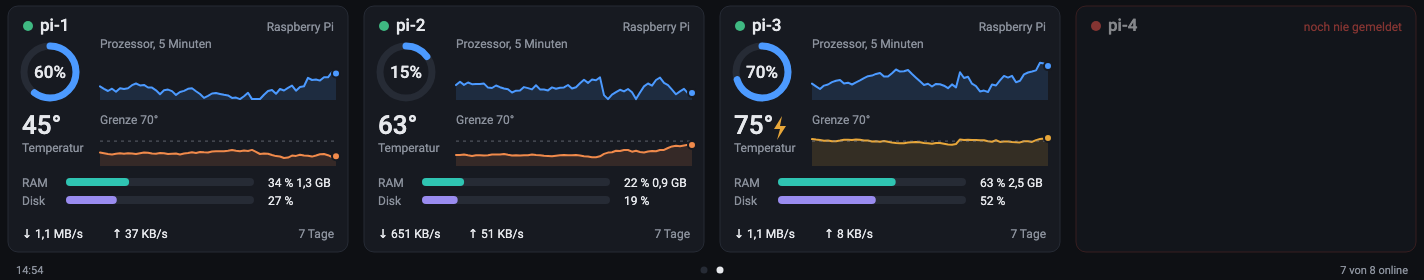 pi-1 Raspberry Pi
Prozessor, 5 Minuten
60%
45° Grenze 70°
Temperatur
RAM 34 % 1,3 GB
Disk 27 %
↓ 1,1 MB/s ↑ 37 KB/s 7 Tage
pi-2 Raspberry Pi
Prozessor, 5 Minuten
15%
63° Grenze 70°
Temperatur
RAM 22 % 0,9 GB
Disk 19 %
↓ 651 KB/s ↑ 51 KB/s 7 Tage
pi-3 Raspberry Pi
Prozessor, 5 Minuten
70%
75° Grenze 70°
Temperatur
RAM 63 % 2,5 GB
Disk 52 %
↓ 1,1 MB/s ↑ 8 KB/s 7 Tage
pi-4 noch nie gemeldet
14:54 7 von 8 online